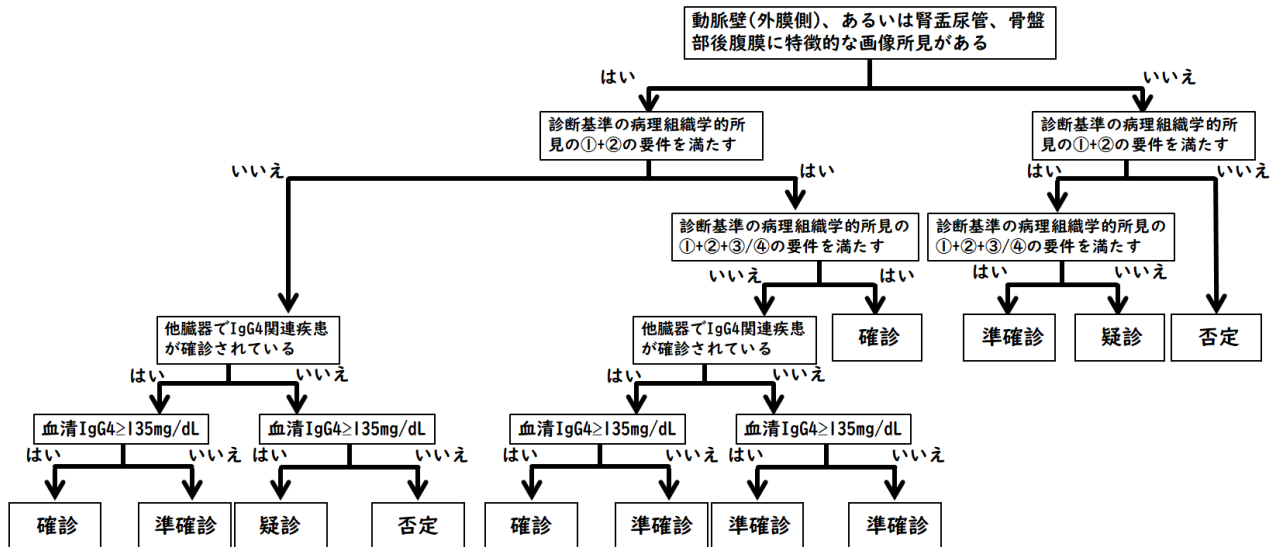 動脈壁(外膜側)、あるいは腎盂尿管、骨盤
部後腹膜に特徴的な画像所見がある
はい
いいえ
診断基準の病理組織学的所
見の①+②の要件を満たす
診断基準の病理組織学的所
見の①+②の要件を満たす
いいえ
はい
はい
いいえ
診断基準の病理組織学的所見の
①+②+③/④の要件を満たす
診断基準の病理組織学的所見の
①+②+③/④の要件を満たす
いいえ
はい
はい
いいえ
他臓器でIgG4関連疾患
が確診されている
他臓器でIgG4関連疾患
が確診されている
確診
準確診
疑診
否定
はい
いいえ
はい
いいえ
血清IgG4≥135mg/dL
血清IgG4≥135mg/dL
血清IgG4≥135mg/dL
血清IgG4≥135mg/dL
はい
いいえ
はい
いいえ
はい
いいえ
はい
いいえ
確診
準確診
疑診
否定
確診
準確診
準確診
準確診